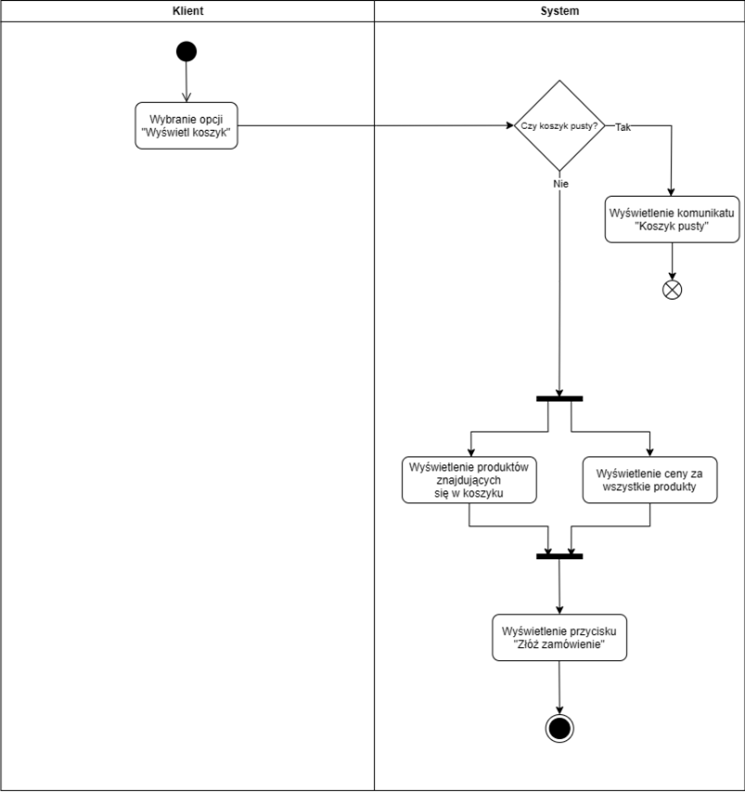 Klient
System
Wybranie opcji
"Wyświetl koszyk"
Czy koszyk pusty?
Tak
Nie
Wyświetlenie komunikatu
"Koszyk pusty"
Wyświetlenie produktów
znajdujących
się w koszyku
Wyświetlenie ceny za
wszystkie produkty
Wyświetlenie przycisku
"Złóż zamówienie"